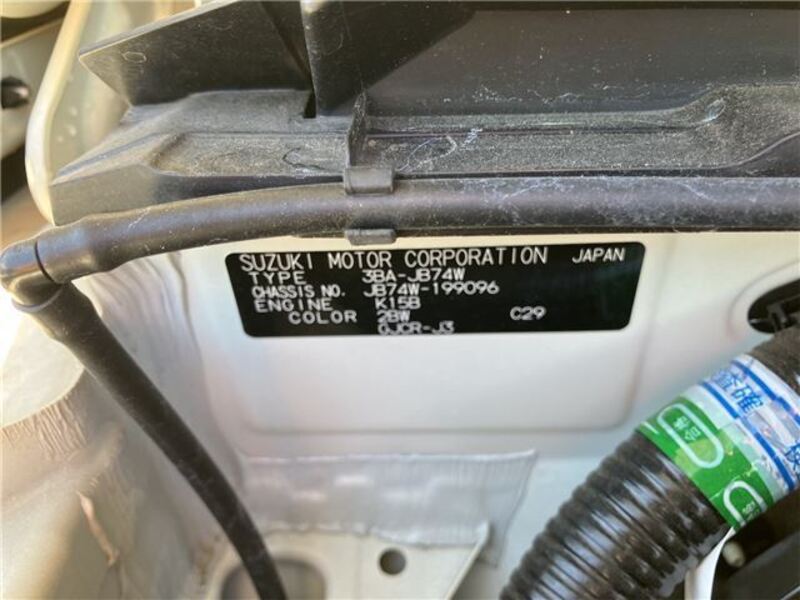 SUZUKI MOTOR CORPORATION JAPAN
TYPE 3BA-JB74W
CHASSIS NO. JB74W-199096
ENGINE K15B
COLOR 2BW C29
0JCR-J3